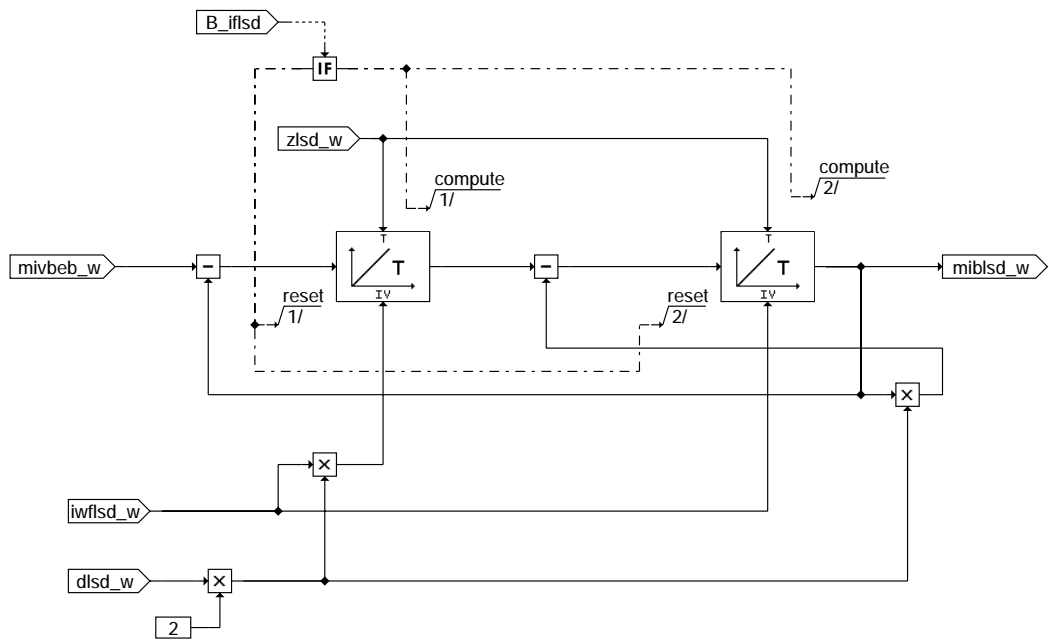 B_iflsd
IF
zlsd_w
compute
1/
compute
2/
T
T
mivbeb_w
−
T
−
T
miblsd_w
IV
IV
reset
1/
reset
2/
×
×
iwflsd_w
dlsd_w
×
2